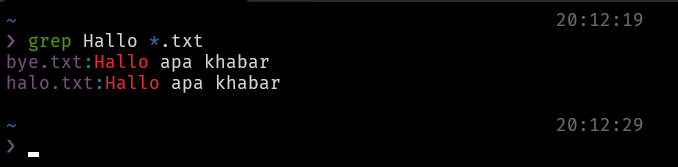 ~ 20:12:19
❯ grep Hallo *.txt
bye.txt:Hallo apa khabar
halo.txt:Hallo apa khabar
~ 20:12:29
❯